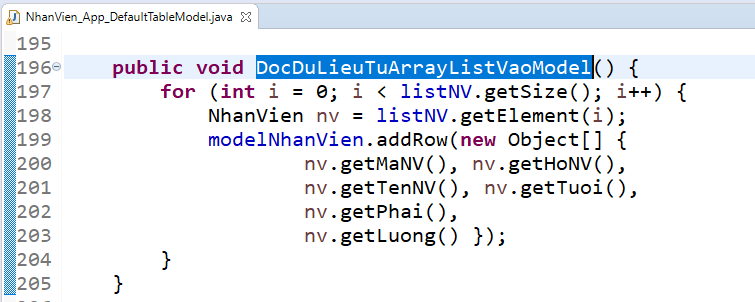 NhanVien_App_DefaultTableModel.java
195
196 public void DocDuLieuTuArrayListVaoModel() {
197 for (int i = 0; i < listNV.getSize(); i++) {
198 NhanVien nv = listNV.getElement(i);
199 modelNhanVien.addRow(new Object[] {
200 nv.getMaNV(), nv.getHoNV(),
201 nv.getTenNV(), nv.getTuoi(),
202 nv.getPhai(),
203 nv.getLuong() });
204 }
205 }